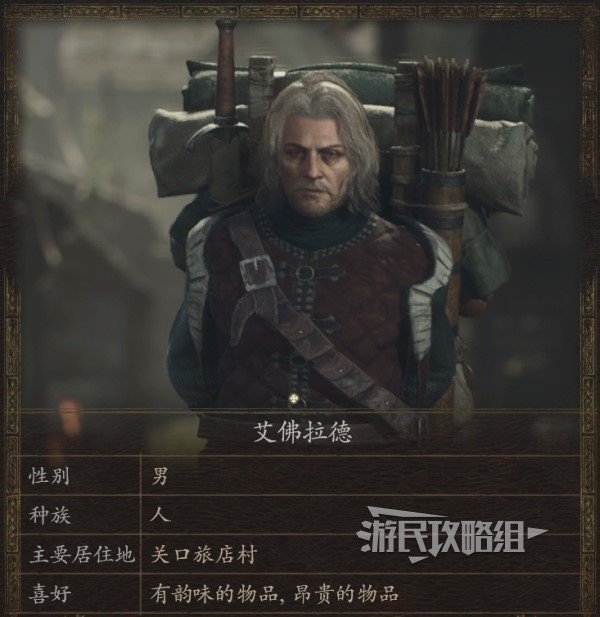 艾佛拉德
性别 男
种族 人
主要居住地 关口旅店村
喜好 有韵味的物品, 昂贵的物品
游民攻略组